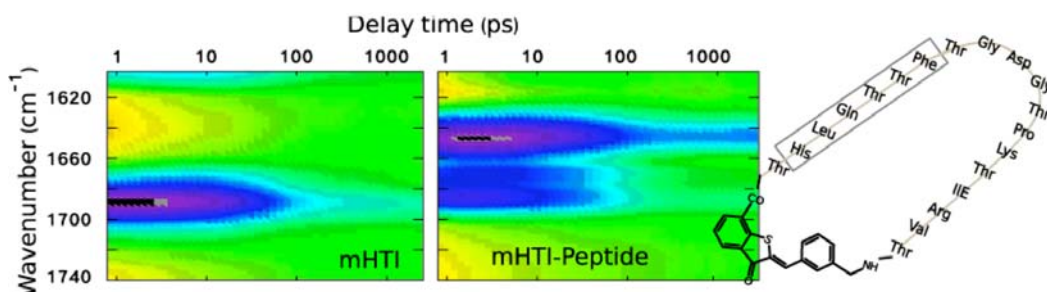 Delay time (ps)
1 10 100 1000 1 10 100 1000
Wavenumber (cm⁻¹)
1620
1660
1700
1740
mHTI
mHTI-Peptide
Thr
His
Leu
Gln
Thr
Thr
Phe
Thr
Gly
Asp
Gly
Thr
Pro
Lys
Thr
IlE
Arg
Val
Thr
NH
Co
S
O